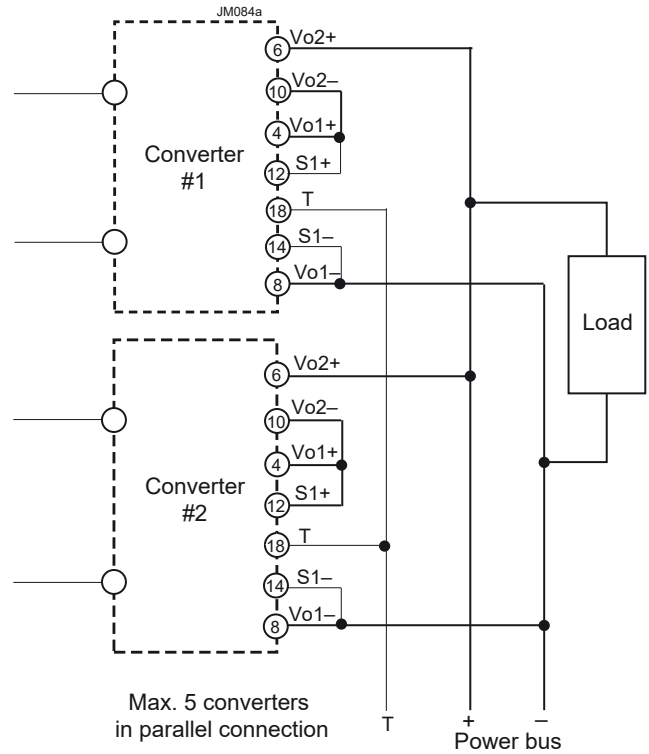 JM084a
6 Vo2+
10 Vo2–
4 Vo1+
Converter
#1
12 S1+
18 T
14 S1–
8 Vo1–
Load
6 Vo2+
10 Vo2–
4 Vo1+
Converter
#2
12 S1+
18 T
14 S1–
8 Vo1–
Max. 5 converters
in parallel connection
T + –
Power bus